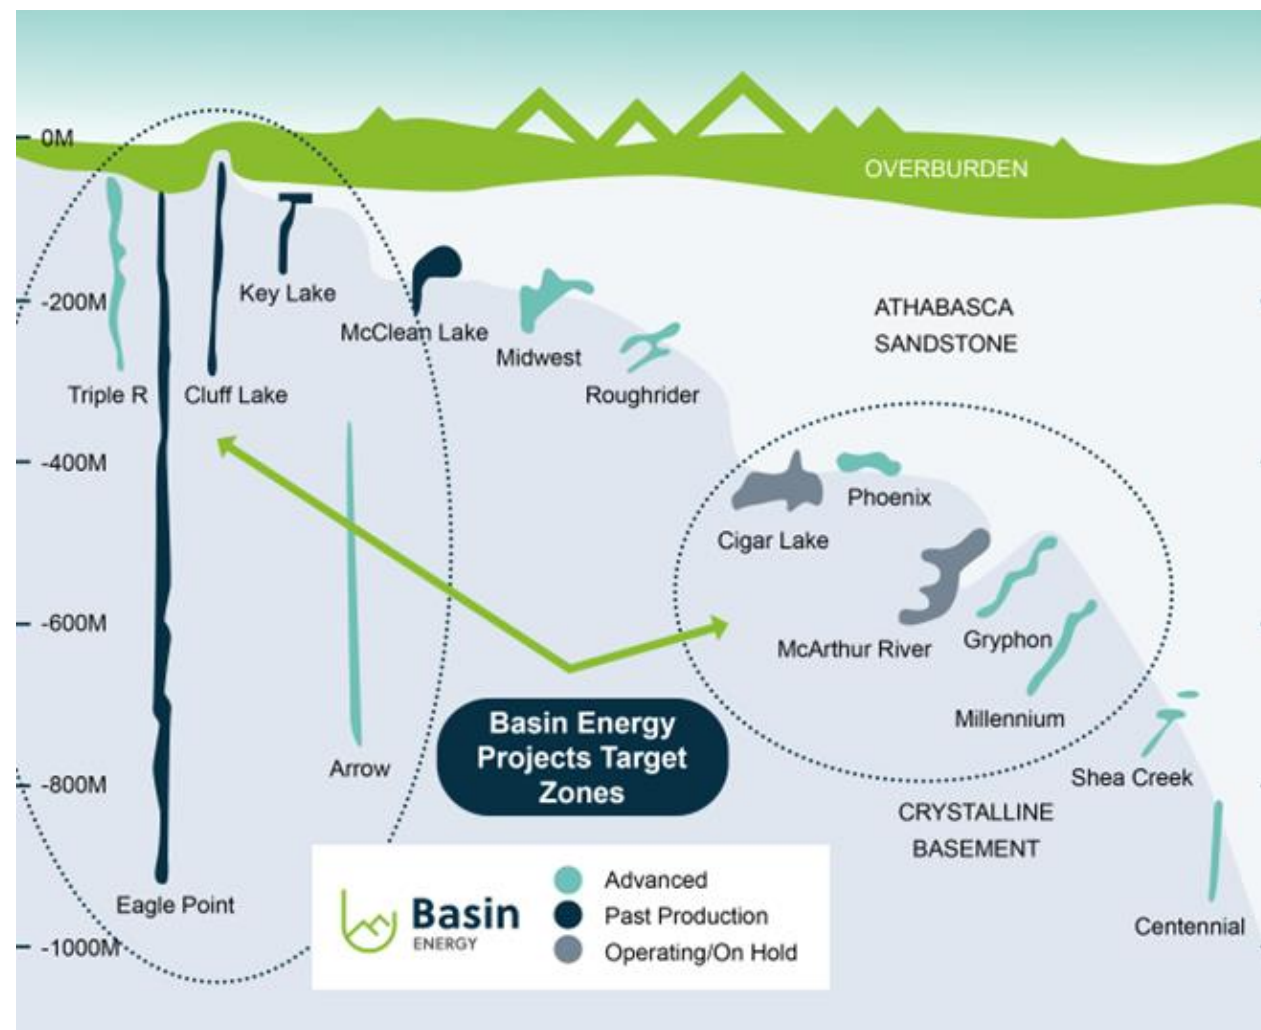 0M
OVERBURDEN
-200M
Key Lake
ATHABASCA
SANDSTONE
McClean Lake
Midwest
Triple R
Cluff Lake
Roughrider
-400M
Phoenix
Cigar Lake
-600M
McArthur River
Gryphon
Millennium
Basin Energy
Projects Target
Zones
Arrow
-800M
Shea Creek
CRYSTALLINE
BASEMENT
Eagle Point
Centennial
-1000M
Basin
ENERGY
Advanced
Past Production
Operating/On Hold